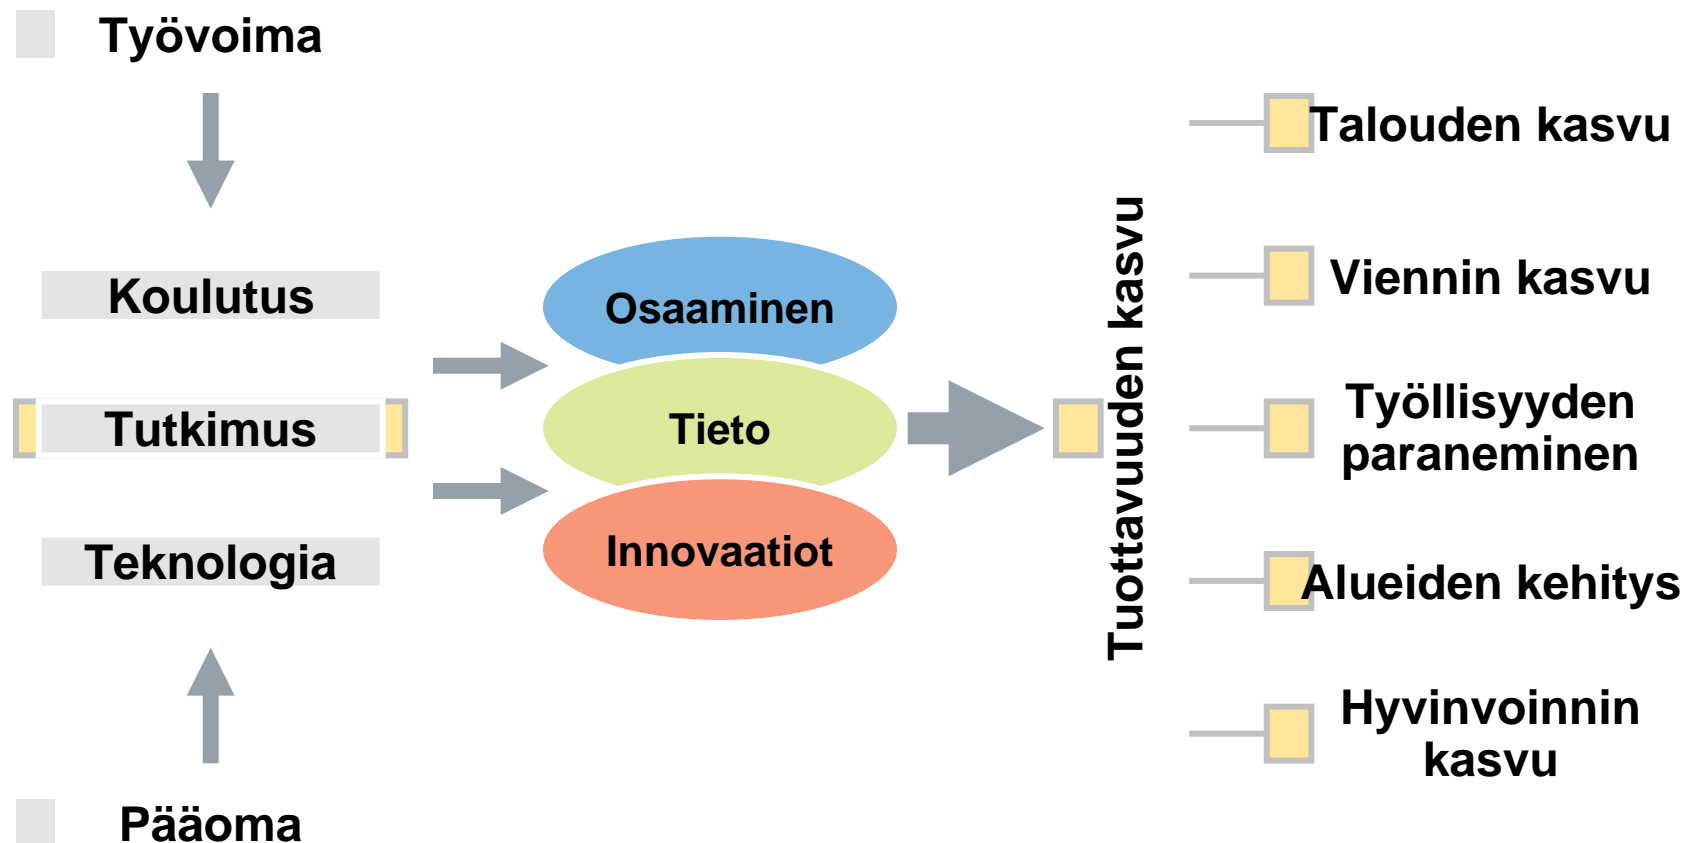 Työvoima
Koulutus
Tutkimus
Teknologia
Pääoma
Osaaminen
Tieto
Innovaatiot
Tuottavuuden kasvu
Talouden kasvu
Viennin kasvu
Työllisyyden
paraneminen
Alueiden kehitys
Hyvinvoinnin
kasvu